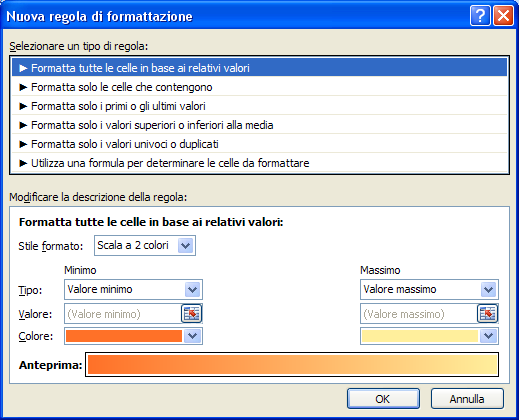 Nuova regola di formattazione
Selezionare un tipo di regola:
► Formatta tutte le celle in base ai relativi valori
► Formatta solo le celle che contengono
► Formatta solo i primi o gli ultimi valori
► Formatta solo i valori superiori o inferiori alla media
► Formatta solo i valori univoci o duplicati
► Utilizza una formula per determinare le celle da formattare
Modificare la descrizione della regola:
Formatta tutte le celle in base ai relativi valori:
Stile formato: Scala a 2 colori
Minimo Massimo
Tipo: Valore minimo Valore massimo
Valore: (Valore minimo) (Valore massimo)
Colore:
Anteprima:
OK Annulla